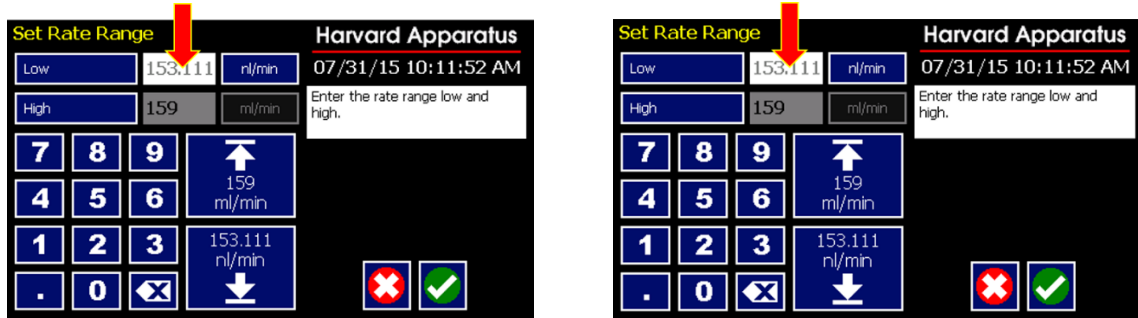 Set Rate Range
Harvard Apparatus
Low 153.111 nl/min
07/31/15 10:11:52 AM
High 159 ml/min
Enter the rate range low and
high.
7 8 9
159
ml/min
4 5 6
1 2 3
153.111
nl/min
. 0
Set Rate Range
Harvard Apparatus
Low 153.111 nl/min
07/31/15 10:11:52 AM
High 159 ml/min
Enter the rate range low and
high.
7 8 9
159
ml/min
4 5 6
1 2 3
153.111
nl/min
. 0